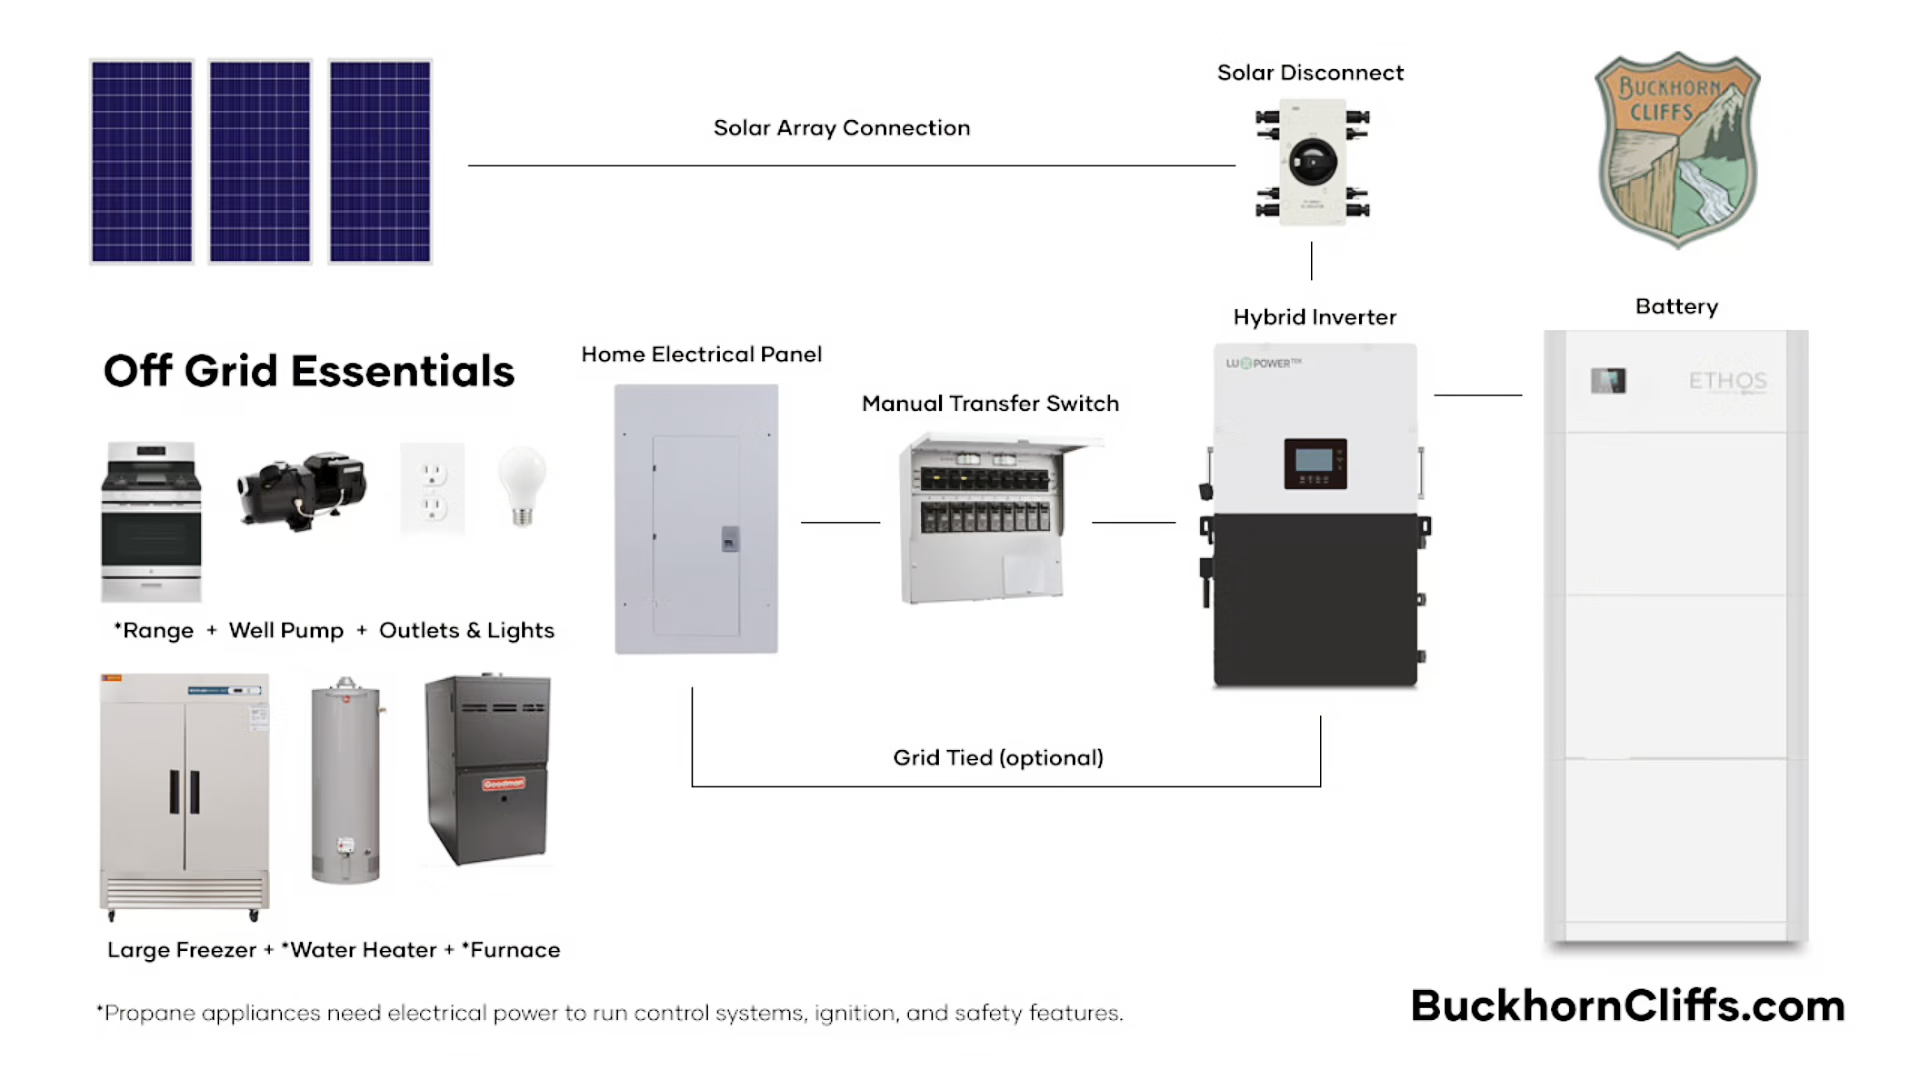 Solar Disconnect
BUCKHORN
CLIFFS
Solar Array Connection
Hybrid Inverter
Battery
Off Grid Essentials
Home Electrical Panel
LUXPOWERTEK
ETHOS
Manual Transfer Switch
*Range + Well Pump + Outlets & Lights
Goodman
Grid Tied (optional)
Large Freezer + *Water Heater + *Furnace
*Propane appliances need electrical power to run control systems, ignition, and safety features.
BuckhornCliffs.com